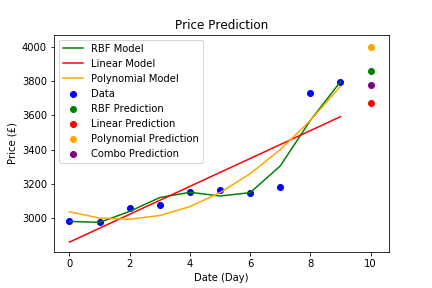 Price Prediction
4000
3800
3600
3400
3200
3000
Price (£)
RBF Model
Linear Model
Polynomial Model
Data
RBF Prediction
Linear Prediction
Polynomial Prediction
Combo Prediction
0 2 4 6 8 10
Date (Day)